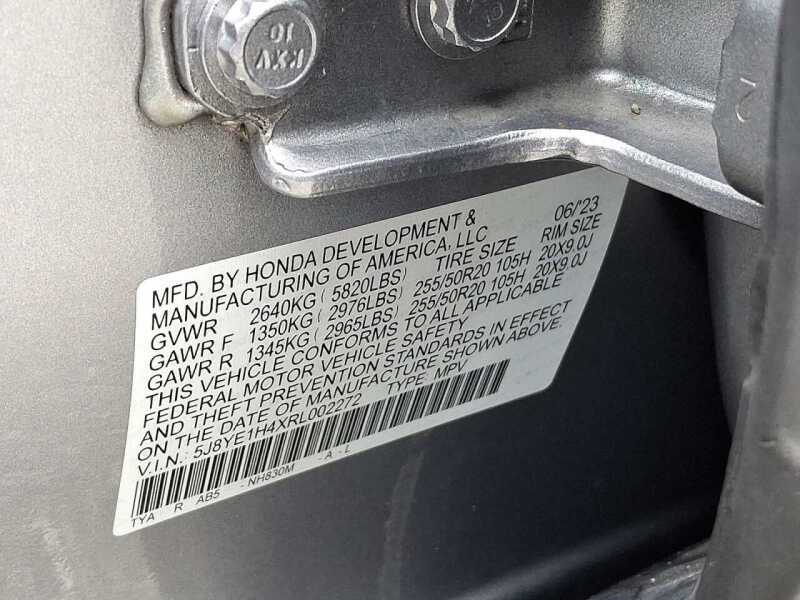 KXV
10
10
N
MFD. BY HONDA DEVELOPMENT & 06/'23
MANUFACTURING OF AMERICA, LLC
TIRE SIZE RIM SIZE
GVWR 2640KG ( 5820LBS)
GAWR F 1350KG ( 2976LBS) 255/50R20 105H 20X9.0J
GAWR R 1345KG ( 2965LBS) 255/50R20 105H 20X9.0J
THIS VEHICLE CONFORMS TO ALL APPLICABLE
FEDERAL MOTOR VEHICLE SAFETY
AND THEFT PREVENTION STANDARDS IN EFFECT
ON THE DATE OF MANUFACTURE SHOWN ABOVE.
V.I.N.: 5J8YE1H4XRL002272 TYPE: MPV
TYA R AB5 - NH830M - A - L